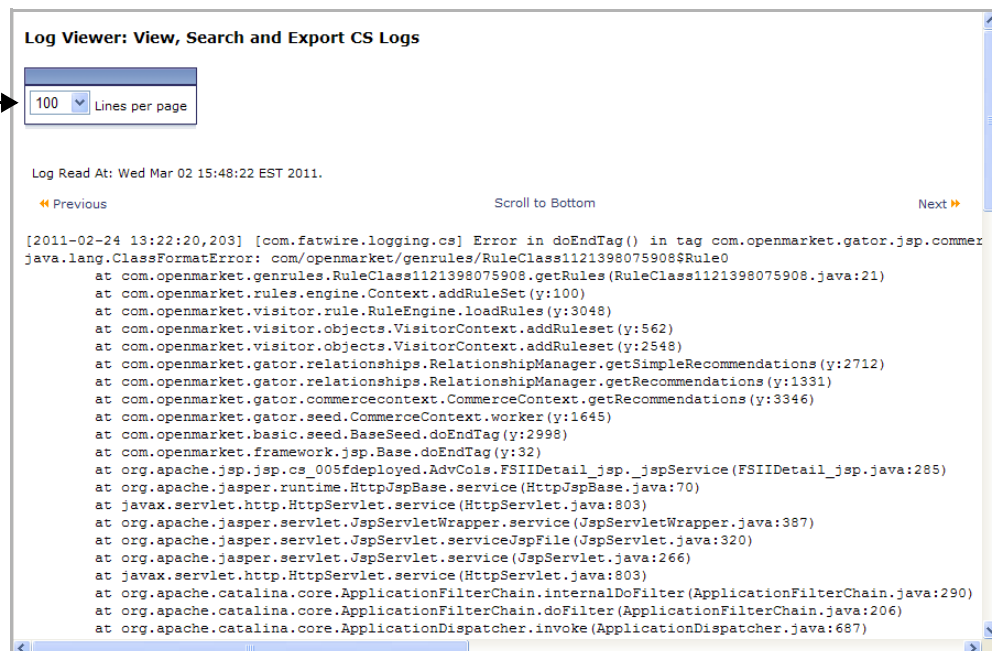 Log Viewer: View, Search and Export CS Logs
100 Lines per page
Log Read At: Wed Mar 02 15:48:22 EST 2011.
Previous Scroll to Bottom Next
[2011-02-24 13:22:20,203] [com.fatwire.logging.cs] Error in doEndTag() in tag com.openmarket.gator.jsp.commer
java.lang.ClassFormatError: com/openmarket/genrules/RuleClass1121398075908$Rule0
at com.openmarket.genrules.RuleClass1121398075908.getRules(RuleClass1121398075908.java:21)
at com.openmarket.rules.engine.Context.addRuleSet(y:100)
at com.openmarket.visitor.rule.RuleEngine.loadRules(y:3048)
at com.openmarket.visitor.objects.VisitorContext.addRuleset(y:562)
at com.openmarket.visitor.objects.VisitorContext.addRuleset(y:2548)
at com.openmarket.gator.relationships.RelationshipManager.getSimpleRecommendations(y:2712)
at com.openmarket.gator.relationships.RelationshipManager.getRecommendations(y:1331)
at com.openmarket.gator.commercecontext.CommerceContext.getRecommendations(y:3346)
at com.openmarket.gator.seed.CommerceContext.worker(y:1645)
at com.openmarket.basic.seed.BaseSeed.doEndTag(y:2998)
at com.openmarket.framework.jsp.Base.doEndTag(y:32)
at org.apache.jsp.jsp.cs_005fdeployed.AdvCols.FSIIDetail_jsp._jspService(FSIIDetail_jsp.java:285)
at org.apache.jasper.runtime.HttpJspBase.service(HttpJspBase.java:70)
at javax.servlet.http.HttpServlet.service(HttpServlet.java:803)
at org.apache.jasper.servlet.JspServletWrapper.service(JspServletWrapper.java:387)
at org.apache.jasper.servlet.JspServlet.serviceJspFile(JspServlet.java:320)
at org.apache.jasper.servlet.JspServlet.service(JspServlet.java:266)
at javax.servlet.http.HttpServlet.service(HttpServlet.java:803)
at org.apache.catalina.core.ApplicationFilterChain.internalDoFilter(ApplicationFilterChain.java:290)
at org.apache.catalina.core.ApplicationFilterChain.doFilter(ApplicationFilterChain.java:206)
at org.apache.catalina.core.ApplicationDispatcher.invoke(ApplicationDispatcher.java:687)